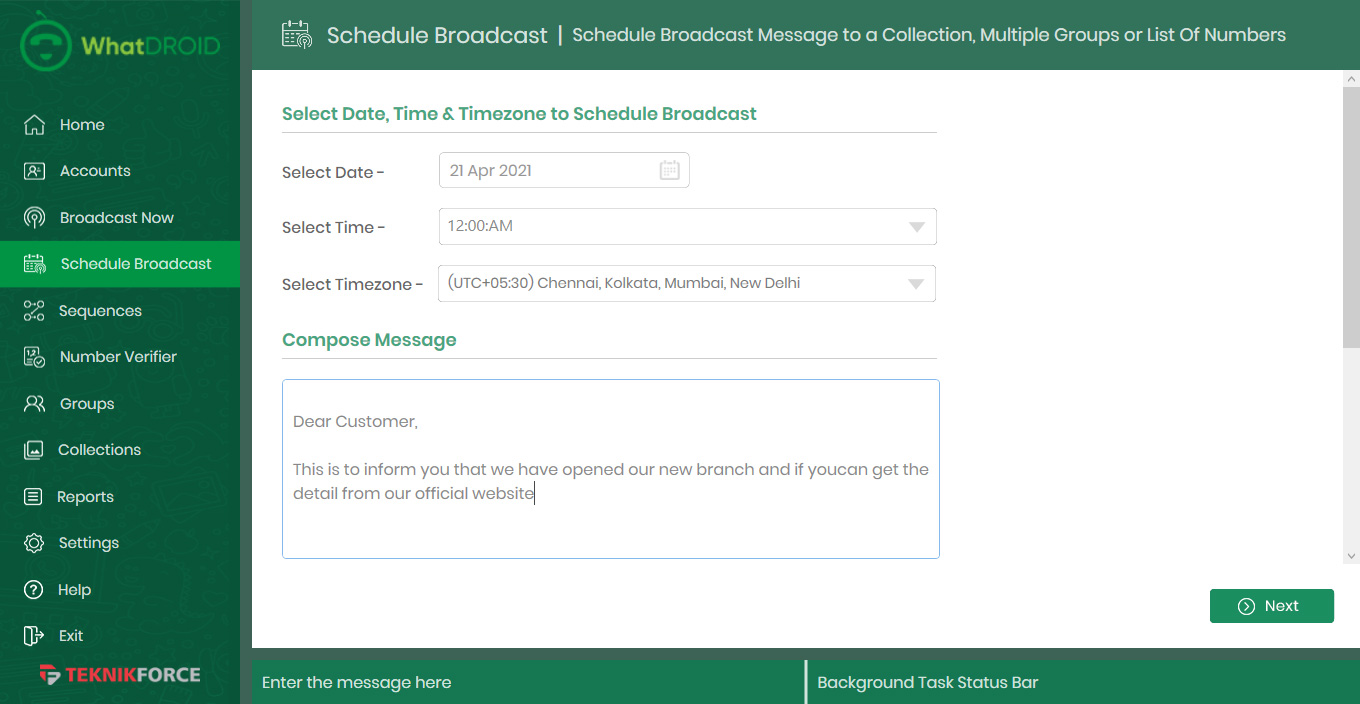 WhatDROID
Home
Accounts
Broadcast Now
Schedule Broadcast
Sequences
Number Verifier
Groups
Collections
Reports
Settings
Help
Exit
TEKNIKFORCE
Schedule Broadcast | Schedule Broadcast Message to a Collection, Multiple Groups or List Of Numbers
Select Date, Time & Timezone to Schedule Broadcast
Select Date - 21 Apr 2021
Select Time - 12:00:AM
Select Timezone - (UTC+05:30) Chennai, Kolkata, Mumbai, New Delhi
Compose Message
Dear Customer,
This is to inform you that we have opened our new branch and if youcan get the
detail from our official website
Next
Enter the message here
Background Task Status Bar